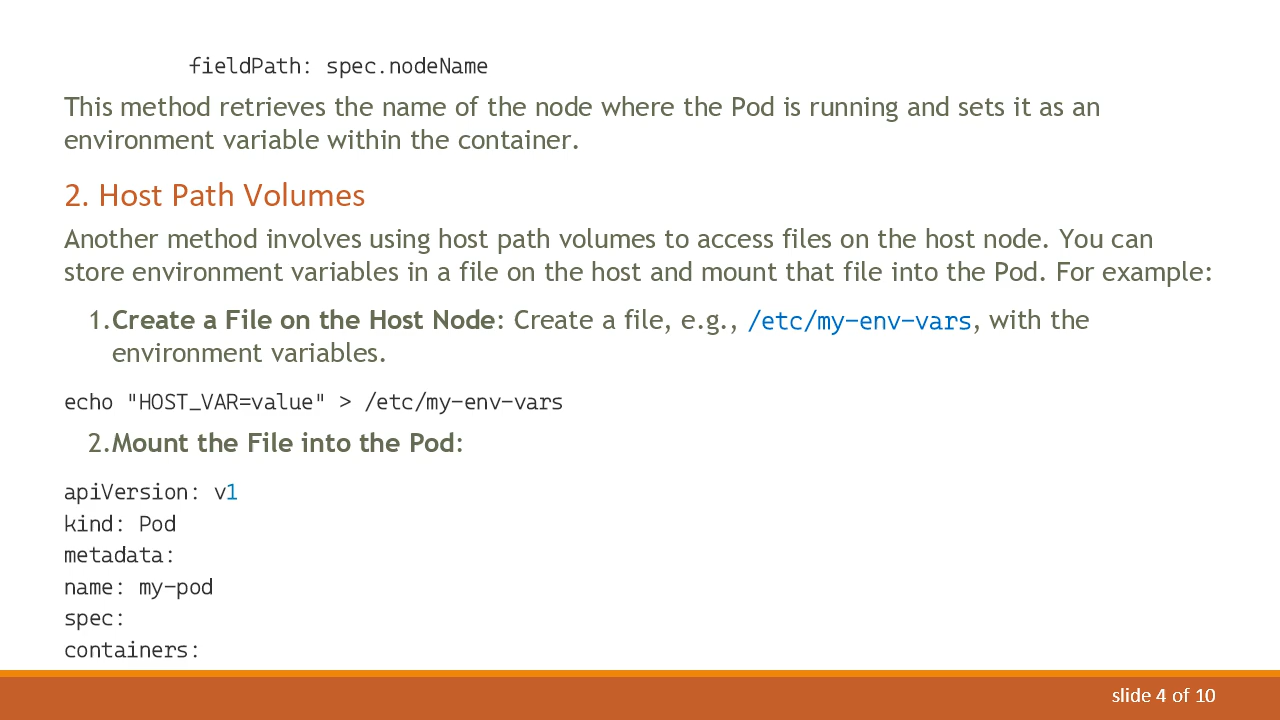 fieldPath: spec.nodeName
This method retrieves the name of the node where the Pod is running and sets it as an
environment variable within the container.
2. Host Path Volumes
Another method involves using host path volumes to access files on the host node. You can
store environment variables in a file on the host and mount that file into the Pod. For example:
1.Create a File on the Host Node: Create a file, e.g., /etc/my-env-vars, with the
environment variables.
echo "HOST_VAR=value" > /etc/my-env-vars
2.Mount the File into the Pod:
apiVersion: v1
kind: Pod
metadata:
name: my-pod
spec:
containers:
slide 4 of 10